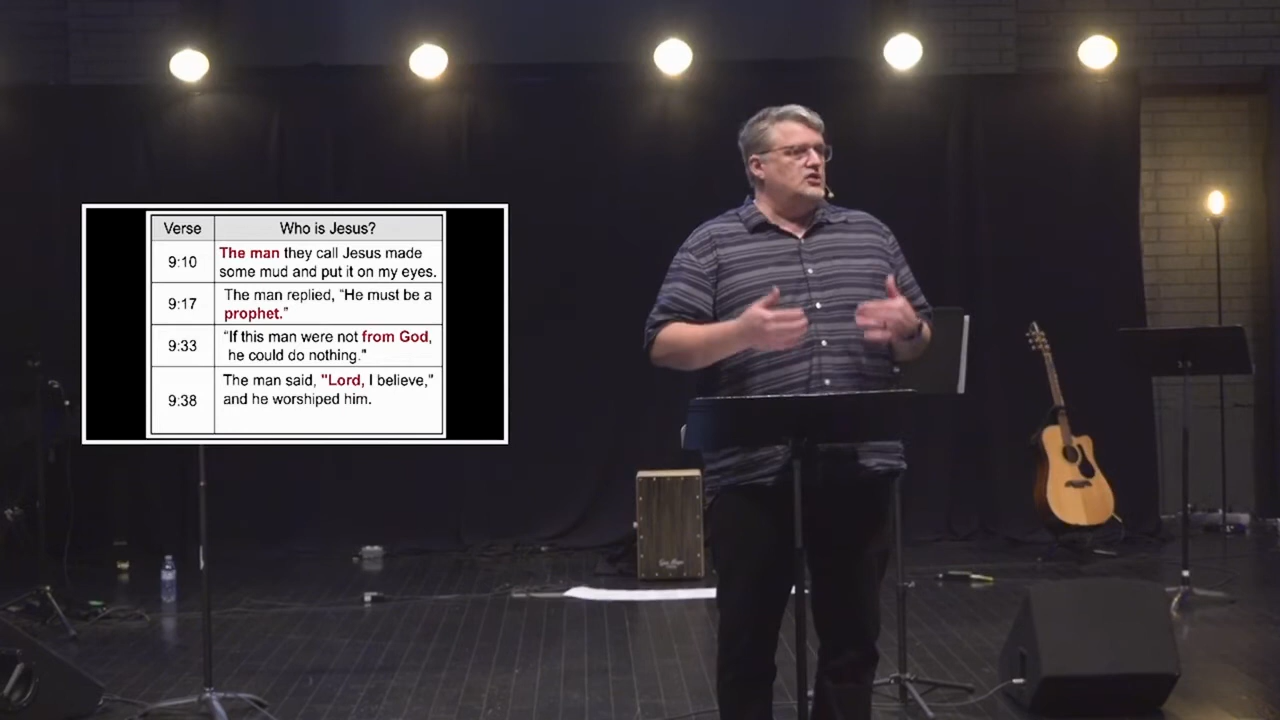 Verse
Who is Jesus?
9:10
The man they call Jesus made
some mud and put it on my eyes.
9:17
The man replied, “He must be a
prophet.”
9:33
“If this man were not from God,
he could do nothing."
9:38
The man said, "Lord, I believe,”
and he worshiped him.